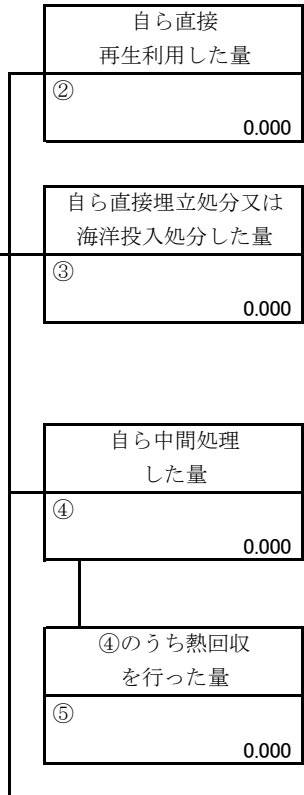 自ら直接
再生利用した量
②
0.000
自ら直接埋立処分又は
海洋投入処分した量
③
0.000
自ら中間処理
した量
④
0.000
④のうち熱回収
を行った量
⑤
0.000